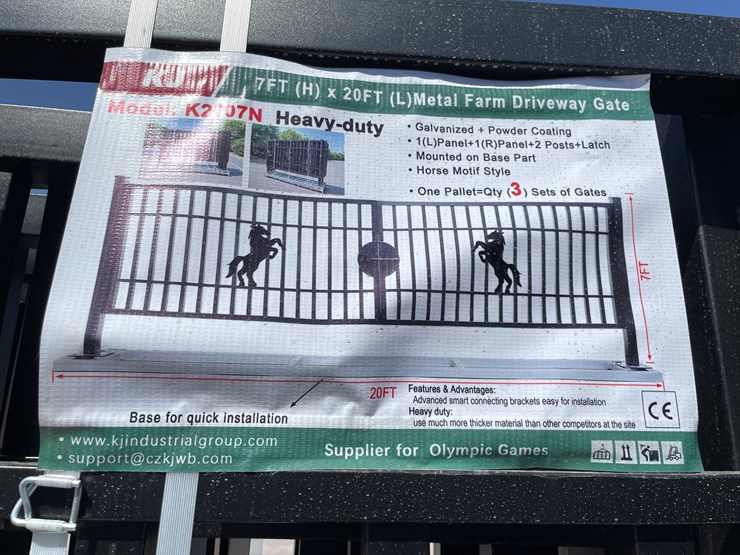 7FT (H) x 20FT (L)Metal Farm Driveway Gate
Model: Heavy-duty
• Galvanized + Powder Coating
• 1(L)Panel+1(R)Panel+2 Posts+Latch
• Mounted on Base Part
• Horse Motif Style
• One Pallet=Qty (3) Sets of Gates
7FT
20FT
Features & Advantages:
Advanced smart connecting brackets easy for installation
Heavy duty:
use much more thicker material than other competitors at the site
CE
Base for quick installation
• www.kjindustrialgroup.com
• support@czkjwb.com
Supplier for Olympic Games